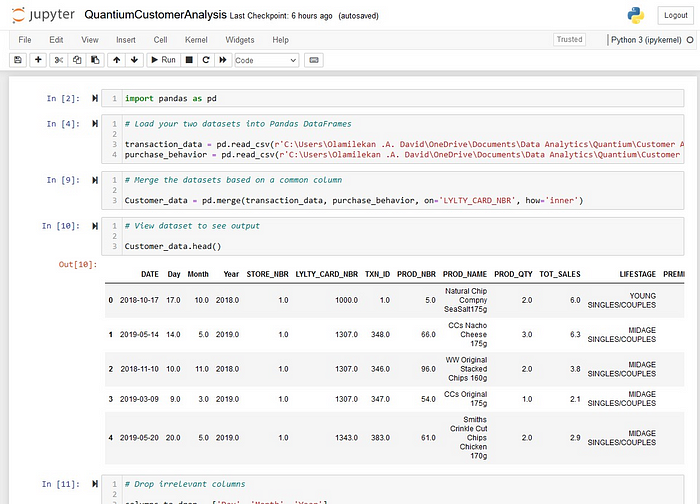 jupyter QuantiumCustomerAnalysis Last Checkpoint: 6 hours ago (autosaved)
Logout
File Edit View Insert Cell Kernel Widgets Help
Trusted
Python 3 (ipykernel)
Run
Code
In [2]:
1 import pandas as pd
In [4]:
1 # Load your two datasets into Pandas DataFrames
2
3 transaction_data = pd.read_csv(r'C:\Users\Olamilekan .A. David\OneDrive\Documents\Data Analytics\Quantium\Customer A
4 purchase_behavior = pd.read_csv(r'C:\Users\Olamilekan .A. David\OneDrive\Documents\Data Analytics\Quantium\Customer
In [9]:
1 # Merge the datasets based on a common column
2
3 Customer_data = pd.merge(transaction_data, purchase_behavior, on='LYLTY_CARD_NBR', how='inner')
In [10]:
1 # View dataset to see output
2
3 Customer_data.head()
Out[10]:
DATE Day Month Year STORE_NBR LYLTY_CARD_NBR TXN_ID PROD_NBR PROD_NAME PROD_QTY TOT_SALES LIFESTAGE PREMI
0 2018-10-17 17.0 10.0 2018.0 1.0 1000.0 1.0 5.0 Natural Chip Compny SeaSalt175g 2.0 6.0 YOUNG SINGLES/COUPLES
1 2019-05-14 14.0 5.0 2019.0 1.0 1307.0 348.0 66.0 CCs Nacho Cheese 175g 3.0 6.3 MIDAGE SINGLES/COUPLES
2 2018-11-10 10.0 11.0 2018.0 1.0 1307.0 346.0 96.0 WW Original Stacked Chips 160g 2.0 3.8 MIDAGE SINGLES/COUPLES
3 2019-03-09 9.0 3.0 2019.0 1.0 1307.0 347.0 54.0 CCs Original 175g 1.0 2.1 MIDAGE SINGLES/COUPLES
4 2019-05-20 20.0 5.0 2019.0 1.0 1343.0 383.0 61.0 Smiths Crinkle Cut Chips Chicken 170g 2.0 2.9 MIDAGE SINGLES/COUPLES
In [11]:
1 # Drop irrelevant columns
2
columns_to_drop = ['Day', 'Month', 'Year']